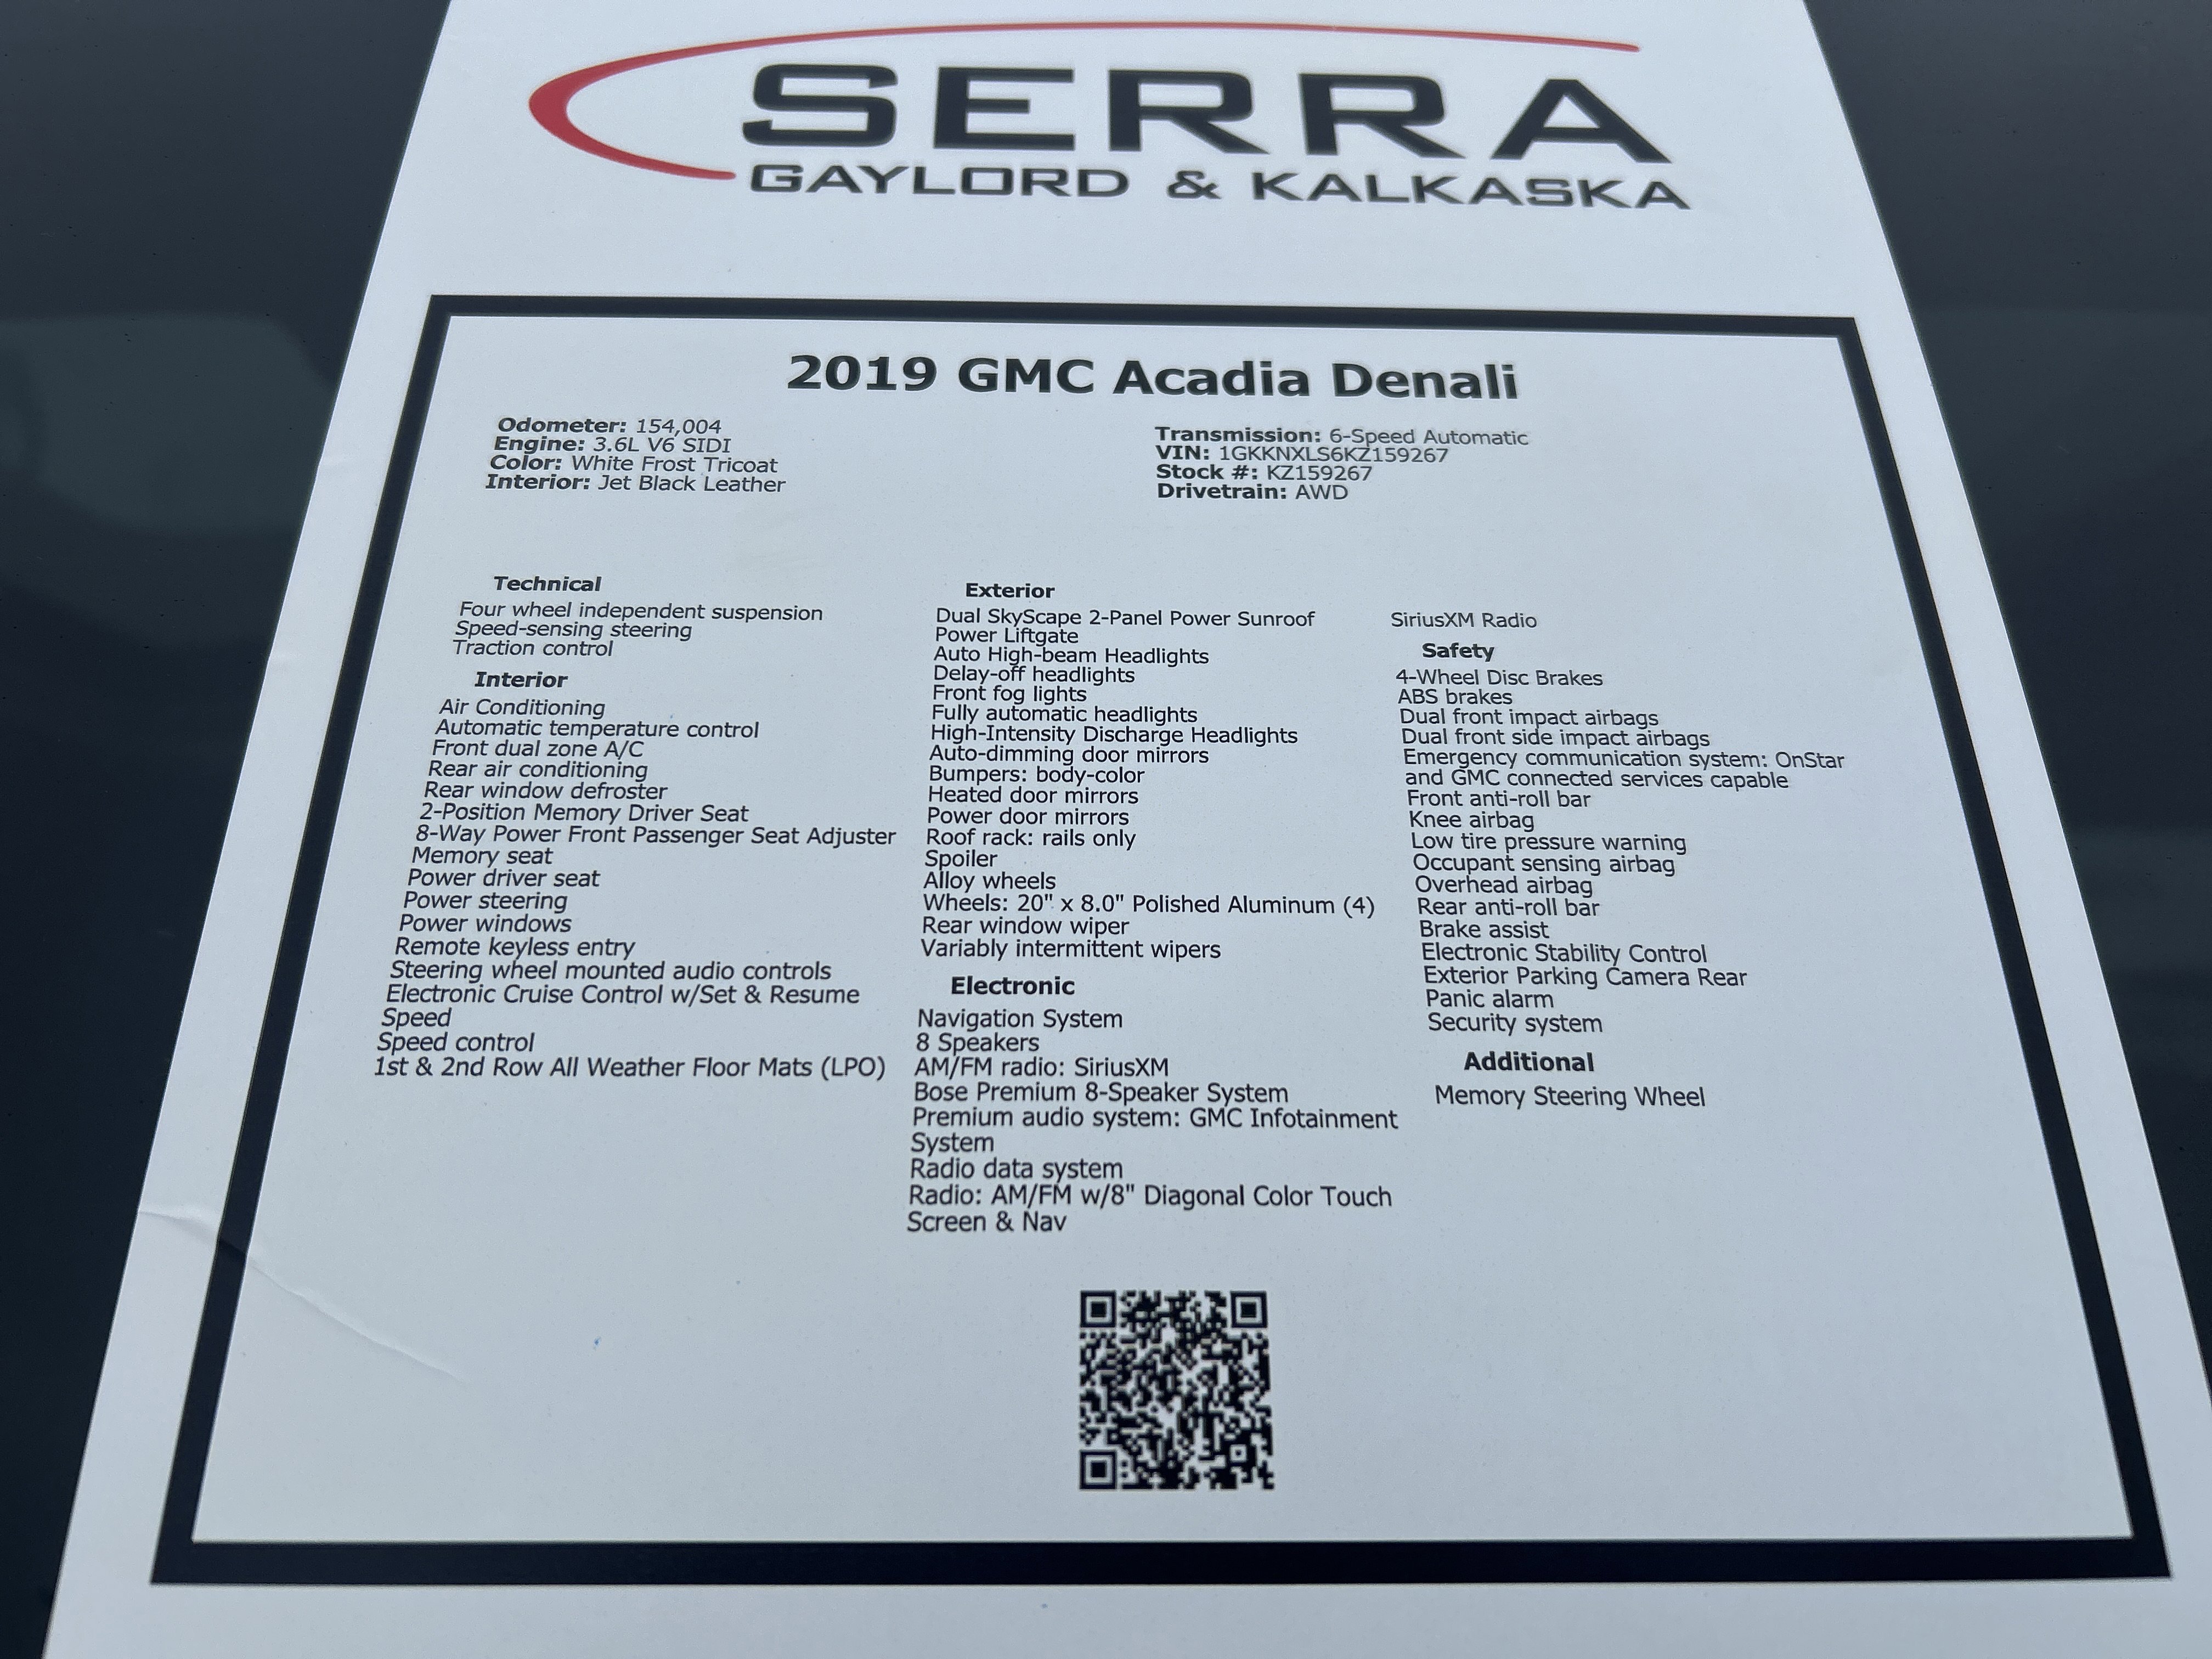 SERRA
GAYLORD & KALKASKA
2019 GMC Acadia Denali
Odometer: 154,004
Engine: 3.6L V6 SIDI
Color: White Frost Tricoat
Interior: Jet Black Leather
Transmission: 6-Speed Automatic
VIN: 1GKKNXLS6KZ159267
Stock #: KZ159267
Drivetrain: AWD
Technical
Four wheel independent suspension
Speed-sensing steering
Traction control
Interior
Air Conditioning
Automatic temperature control
Front dual zone A/C
Rear air conditioning
Rear window defroster
2-Position Memory Driver Seat
8-Way Power Front Passenger Seat Adjuster
Memory seat
Power driver seat
Power steering
Power windows
Remote keyless entry
Steering wheel mounted audio controls
Electronic Cruise Control w/Set & Resume
Speed
Speed control
1st & 2nd Row All Weather Floor Mats (LPO)
Exterior
Dual SkyScape 2-Panel Power Sunroof
Power Liftgate
Auto High-beam Headlights
Delay-off headlights
Front fog lights
Fully automatic headlights
High-Intensity Discharge Headlights
Auto-dimming door mirrors
Bumpers: body-color
Heated door mirrors
Power door mirrors
Roof rack: rails only
Spoiler
Alloy wheels
Wheels: 20" x 8.0" Polished Aluminum (4)
Rear window wiper
Variably intermittent wipers
Electronic
Navigation System
8 Speakers
AM/FM radio: SiriusXM
Bose Premium 8-Speaker System
Premium audio system: GMC Infotainment
System
Radio data system
Radio: AM/FM w/8" Diagonal Color Touch
Screen & Nav
SiriusXM Radio
Safety
4-Wheel Disc Brakes
ABS brakes
Dual front impact airbags
Dual front side impact airbags
Emergency communication system: OnStar
and GMC connected services capable
Front anti-roll bar
Knee airbag
Low tire pressure warning
Occupant sensing airbag
Overhead airbag
Rear anti-roll bar
Brake assist
Electronic Stability Control
Exterior Parking Camera Rear
Panic alarm
Security system
Additional
Memory Steering Wheel